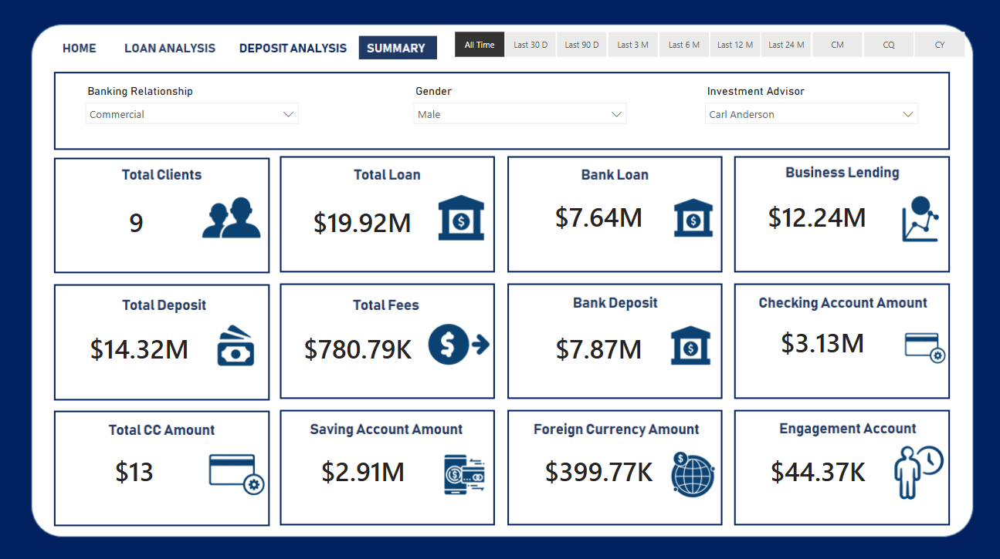 HOME LOAN ANALYSIS DEPOSIT ANALYSIS SUMMARY All Time Last 30 D Last 90 D Last 3 M Last 6 M Last 12 M Last 24 M CM CQ CY
Banking Relationship Gender Investment Advisor
Commercial Male Carl Anderson
Total Clients Total Loan Bank Loan Business Lending
9 $19.92M $7.64M $12.24M
Total Deposit Total Fees Bank Deposit Checking Account Amount
$14.32M $780.79K $7.87M $3.13M
Total CC Amount Saving Account Amount Foreign Currency Amount Engagement Account
$13 $2.91M $399.77K $44.37K